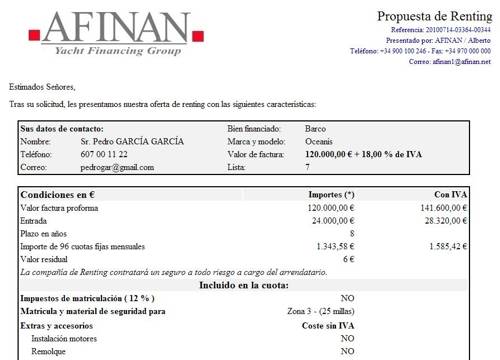 AFINAN
Yacht Financing Group
Propuesta de Renting
Referencia: 20100714-03364-00344
Presentado por: AFINAN / Alberto
Teléfono: +34 900 100 246 - Fax: +34 970 000 000
Correo: afinan1@afinan.net
Estimados Señores,
Tras su solicitud, les presentamos nuestra oferta de renting con las siguientes características:
Sus datos de contacto: Bien financiado: Barco
Nombre: Sr. Pedro GARCÍA GARCÍA Marca y modelo: Oceanis
Teléfono: 607 00 11 22 Valor de factura: 120.000,00 € + 18,00 % de IVA
Correo: pedrogar@gmail.com Lista: 7
Condiciones en € Importes (*) Con IVA
Valor factura proforma 120.000,00 € 141.600,00 €
Entrada 24.000,00 € 28.320,00 €
Plazo en años 8
Importe de 96 cuotas fijas mensuales 1.343,58 € 1.585,42 €
Valor residual 6 €
La compañía de Renting contratará un seguro a todo riesgo a cargo del arrendatario.
Incluido en la cuota:
Impuestos de matriculación ( 12 % ) NO
Matricula y material de seguridad para Zona 3 - (25 millas)
Extras y accesorios Coste sin IVA
Instalación motores NO
Remolque NO